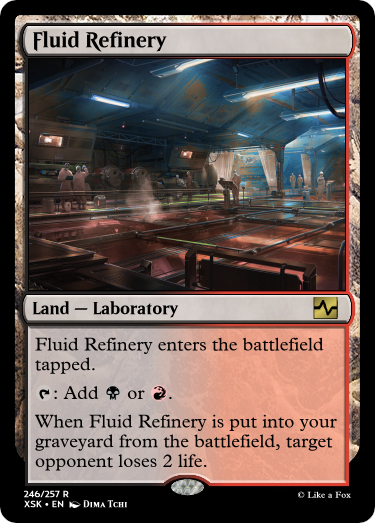 Fluid Refinery
Land — Laboratory
Fluid Refinery enters the battlefield
tapped.
: Add or .
When Fluid Refinery is put into your
graveyard from the battlefield, target
opponent loses 2 life.
246/257 R
XSK • EN Dima Tchi
© Like a Fox